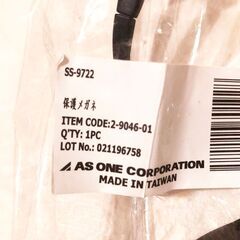 SS-9722
保護メガネ
ITEM CODE:2-9046-01
Q'TY: 1PC
LOT No.: 021196758
AS ONE CORPORATION
MADE IN TAIWAN